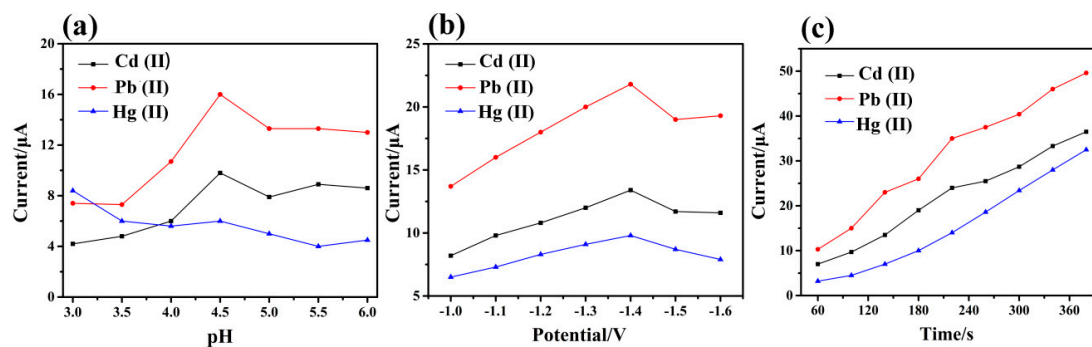 (a)
20
16
12
8
4
0
Current/μA
Cd (II)
Pb (II)
Hg (II)
3.0 3.5 4.0 4.5 5.0 5.5 6.0
pH
(b)
25
20
15
10
5
Current/μA
Cd (II)
Pb (II)
Hg (II)
-1.0 -1.1 -1.2 -1.3 -1.4 -1.5 -1.6
Potential/V
(c)
50
40
30
20
10
0
Current/μA
Cd (II)
Pb (II)
Hg (II)
60 120 180 240 300 360
Time/s